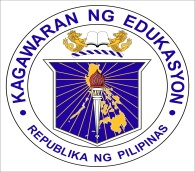 KAGAWARAN NG EDUKASYON
REPUBLIKA NG PILIPINAS